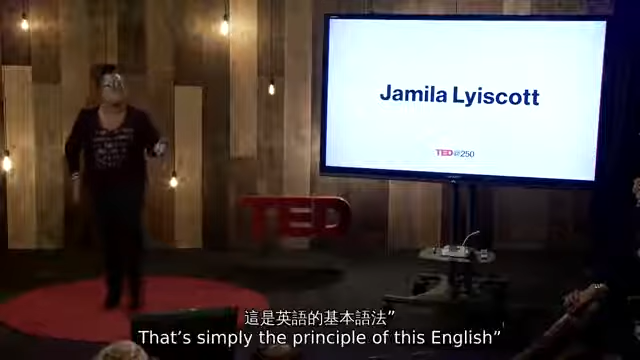 Jamila Lyiscott
TED@250
TED
這是英語的基本語法”
That’s simply the principle of this English”